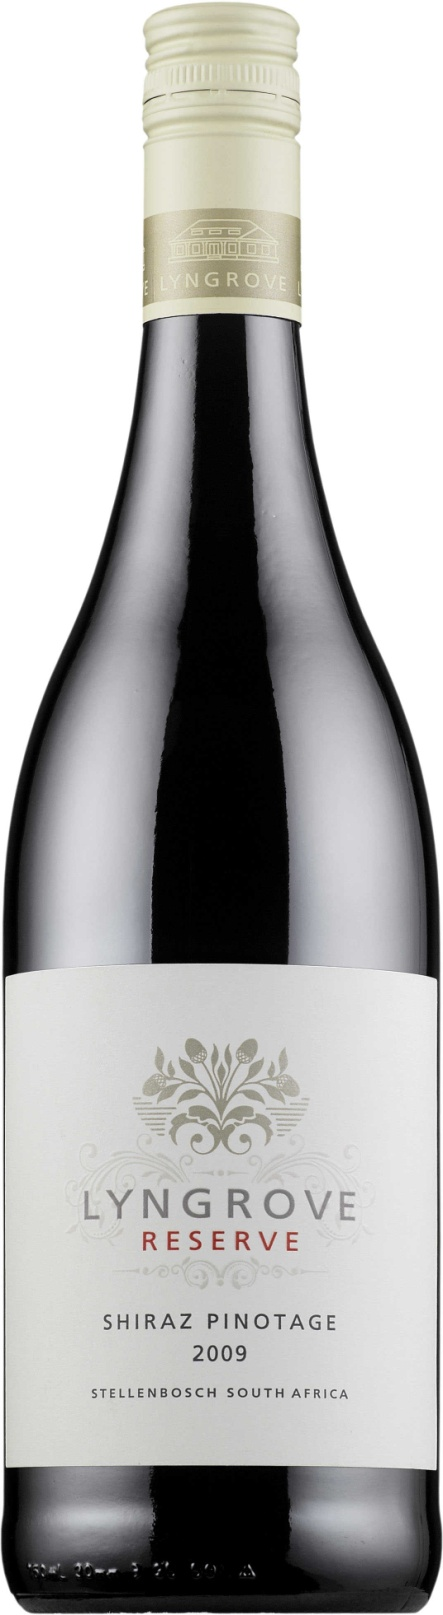 LYNGROVE
LYNGROVE
RESERVE
SHIRAZ PINOTAGE
2009
STELLENBOSCH SOUTH AFRICA